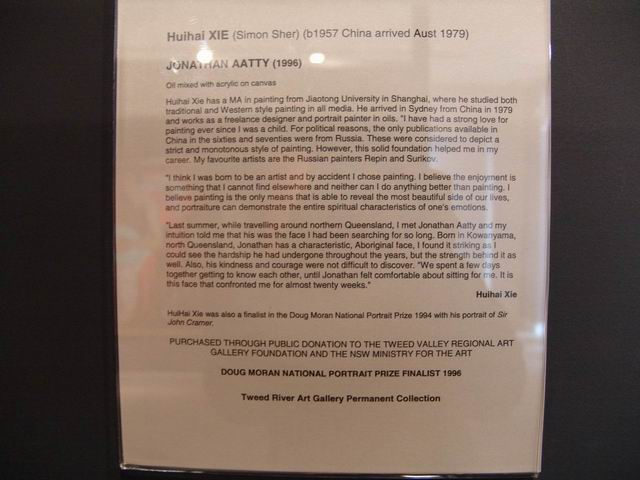 Huihai XIE (Simon Sher) (b1957 China arrived Aust 1979)
JONATHAN AATTY (1996)
Oil mixed with acrylic on canvas
Huihai Xie has a MA in painting from Jiaotong University in Shanghai, where he studied both
traditional and Western style painting in all media. He arrived in Sydney from China in 1979
and works as a freelance designer and portrait painter in oils. "I have had a strong love for
painting ever since I was a child. For political reasons, the only publications available in
China in the sixties and seventies were from Russia. These were considered to depict a
strict and monotonous style of painting. However, this solid foundation helped me in my
career. My favourite artists are the Russian painters Repin and Surikov.
"I think I was born to be an artist and by accident I chose painting. I believe the enjoyment is
something that I cannot find elsewhere and neither can I do anything better than painting. I
believe painting is the only means that is able to reveal the most beautiful side of our lives,
and portraiture can demonstrate the entire spiritual characteristics of one's emotions.
"Last summer, while travelling around northern Queensland, I met Jonathan Aatty and my
intuition told me that his was the face I had been searching for so long. Born in Kowanyama,
north Queensland, Jonathan has a characteristic, Aboriginal face, I found it striking as I
could see the hardship he had undergone throughout the years, but the strength behind it as
well. Also, his kindness and courage were not difficult to discover. "We spent a few days
together getting to know each other, until Jonathan felt comfortable about sitting for me. It is
this face that confronted me for almost twenty weeks."
Huihai Xie
HuiHai Xie was also a finalist in the Doug Moran National Portrait Prize 1994 with his portrait of Sir
John Cramer.
PURCHASED THROUGH PUBLIC DONATION TO THE TWEED VALLEY REGIONAL ART
GALLERY FOUNDATION AND THE NSW MINISTRY FOR THE ART
DOUG MORAN NATIONAL PORTRAIT PRIZE FINALIST 1996
Tweed River Art Gallery Permanent Collection